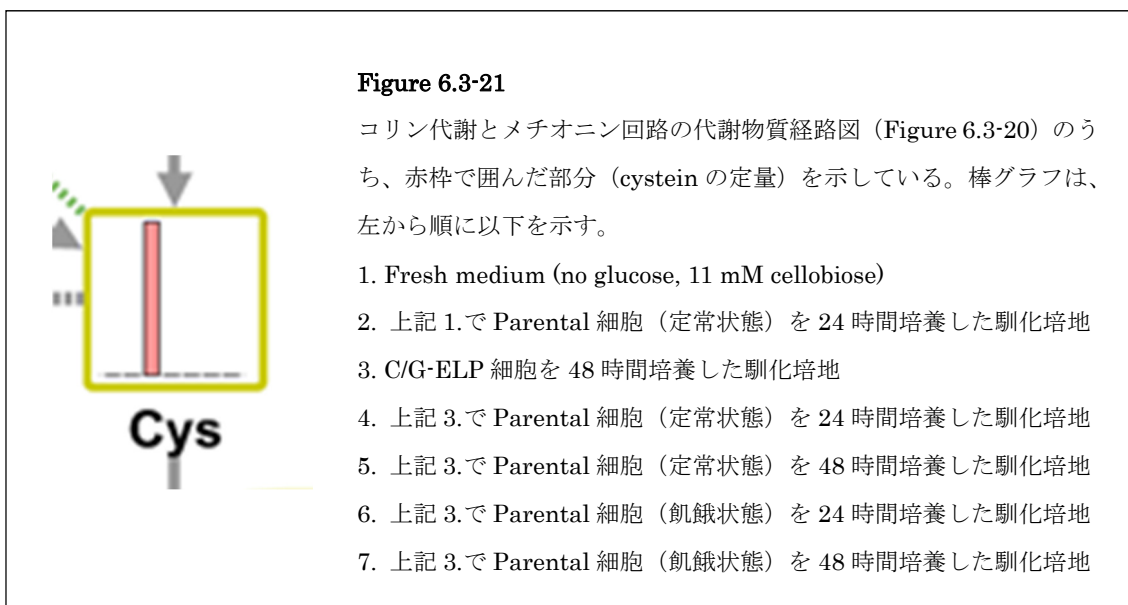 Figure 6.3-21
コリン代謝とメチオニン回路の代謝物質経路図（Figure 6.3-20）のう
ち、赤枠で囲んだ部分（cystein の定量）を示している。棒グラフは、
左から順に以下を示す。
1. Fresh medium (no glucose, 11 mM cellobiose)
2. 上記 1.で Parental 細胞（定常状態）を 24 時間培養した馴化培地
3. C/G-ELP 細胞を 48 時間培養した馴化培地
4. 上記 3.で Parental 細胞（定常状態）を 24 時間培養した馴化培地
5. 上記 3.で Parental 細胞（定常状態）を 48 時間培養した馴化培地
6. 上記 3.で Parental 細胞（飢餓状態）を 24 時間培養した馴化培地
7. 上記 3.で Parental 細胞（飢餓状態）を 48 時間培養した馴化培地
Cys